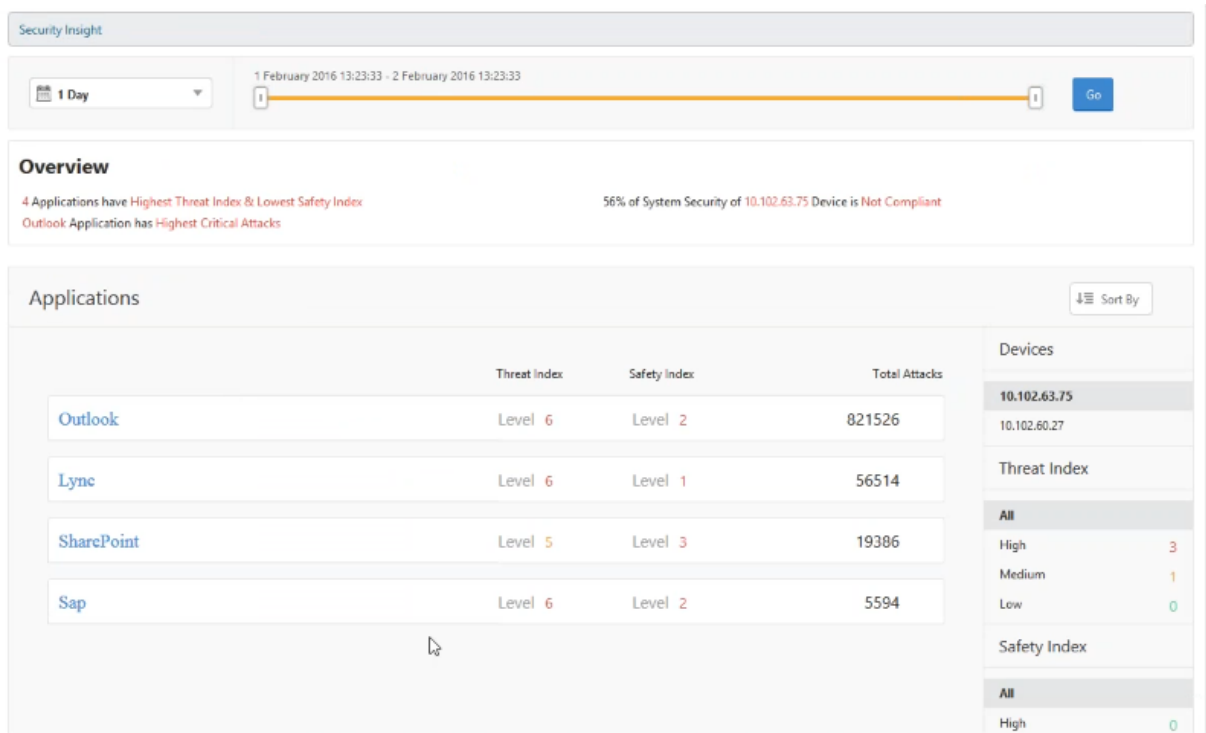 Security Insight
1 Day
1 February 2016 13:23:33 - 2 February 2016 13:23:33
Go
Overview
4 Applications have Highest Threat Index & Lowest Safety Index
Outlook Application has Highest Critical Attacks
56% of System Security of 10.102.63.75 Device is Not Compliant
Applications
Sort By
Threat Index Safety Index Total Attacks
Outlook Level 6 Level 2 821526
Lync Level 6 Level 1 56514
SharePoint Level 5 Level 3 19386
Sap Level 6 Level 2 5594
Devices
10.102.63.75
10.102.60.27
Threat Index
All
High 3
Medium 1
Low 0
Safety Index
All
High 0